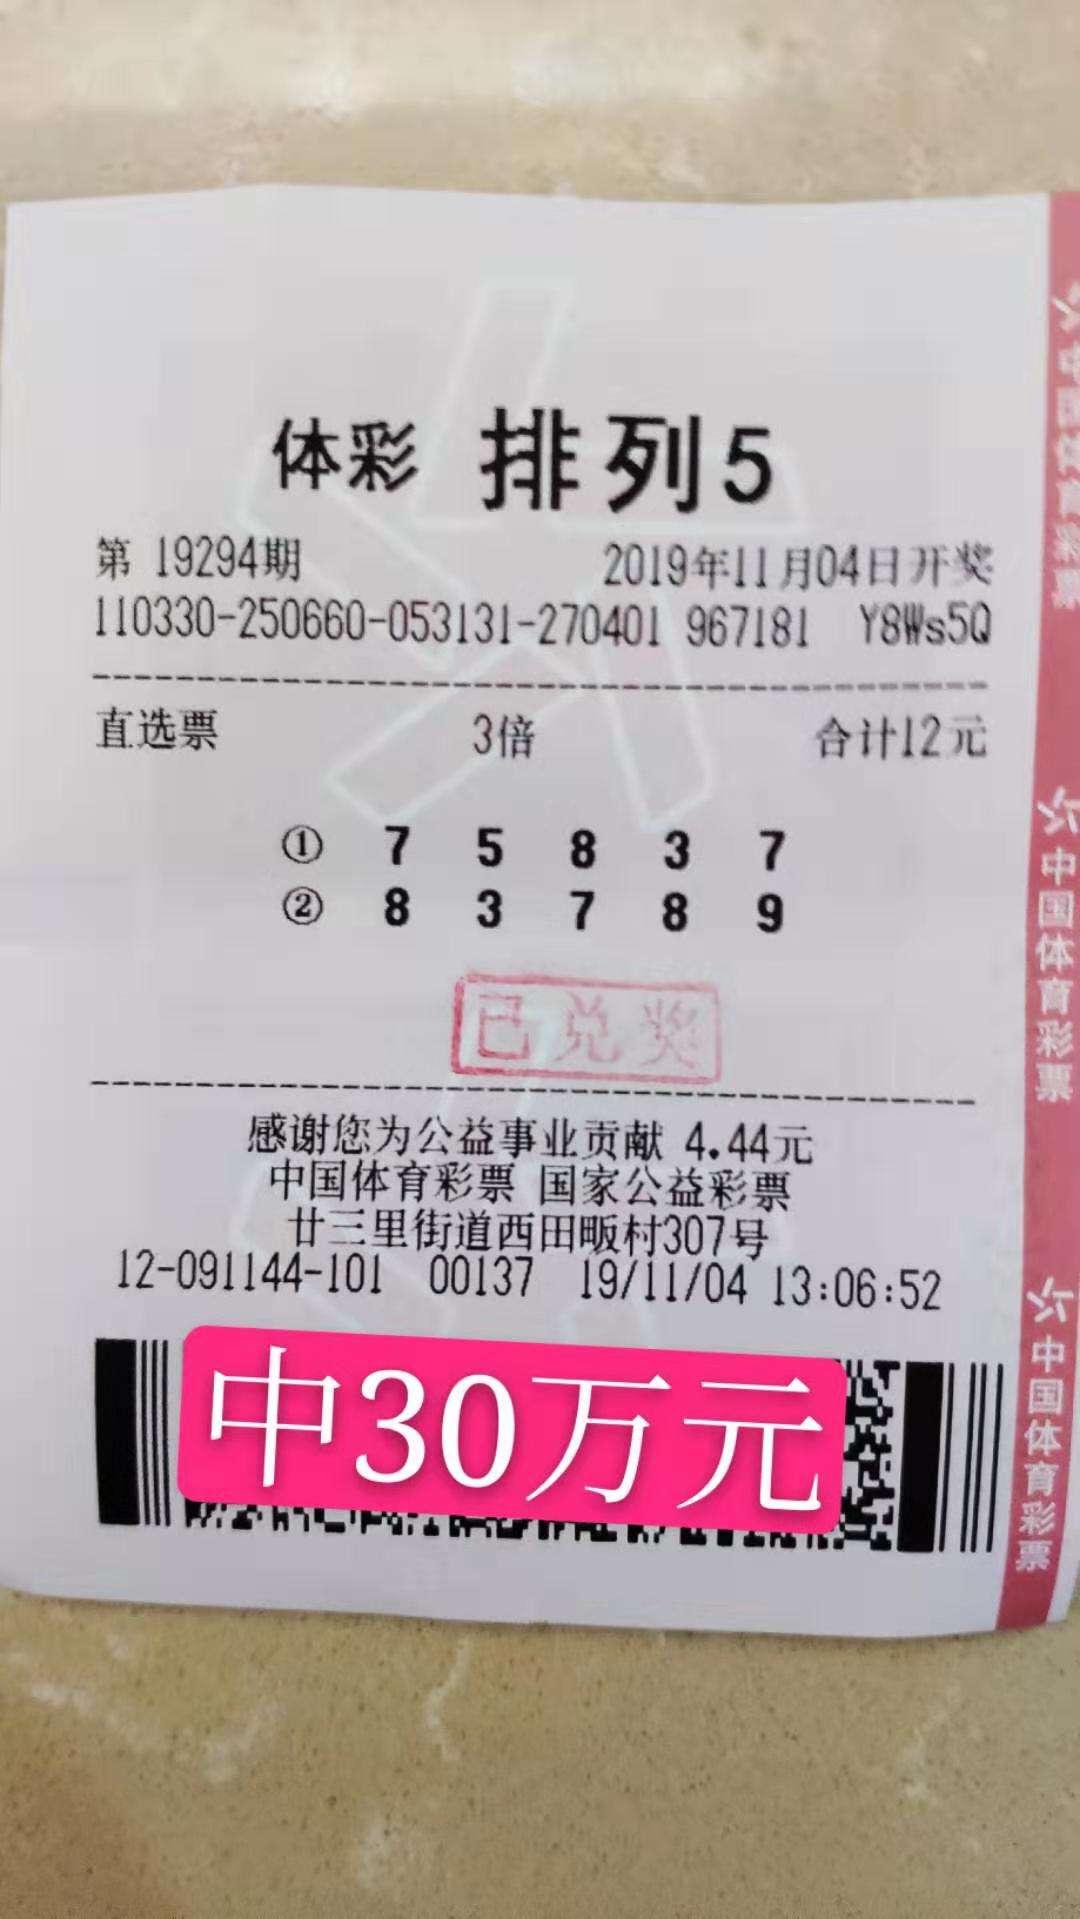 体彩 排列5
第 19294期 2019年11月04日开奖
110330-250660-053131-270401 967181 Y8Ws5Q
直选票 3倍 合计12元
① 7 5 8 3 7
② 8 3 7 8 9
已兑奖
感谢您为公益事业贡献 4.44元
中国体育彩票 国家公益彩票
廿三里街道西田畈村307号
12-091144-101 00137 19/11/04 13:06:52
中30万元
中国体育彩票
中国体育彩票
中国体育彩票